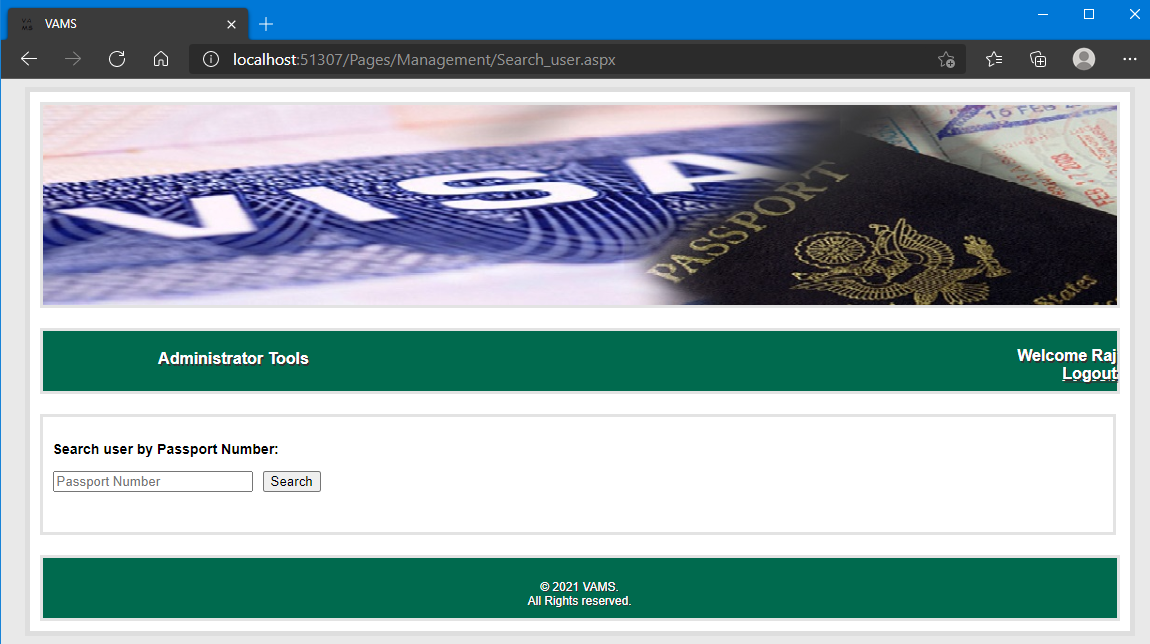 VAMS
localhost:51307/Pages/Management/Search_user.aspx
VISA
PASSPORT
States
Administrator Tools
Welcome Raj
Logout
Search user by Passport Number:
Passport Number
Search
© 2021 VAMS.
All Rights reserved.